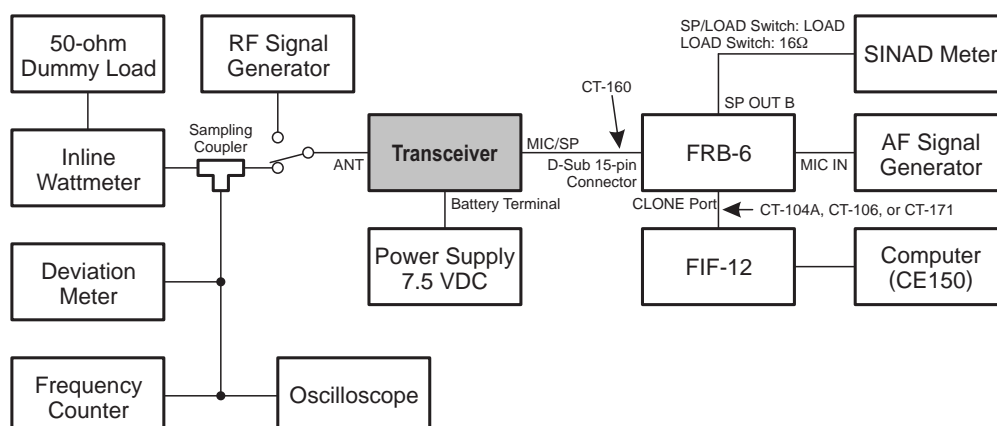 50-ohm
Dummy Load
RF Signal
Generator
SP/LOAD Switch: LOAD
LOAD Switch: 16Ω
SINAD Meter
CT-160
SP OUT B
Sampling
Coupler
Inline
Wattmeter
ANT
Transceiver
MIC/SP
D-Sub 15-pin
Connector
FRB-6
MIC IN
AF Signal
Generator
Battery Terminal
CLONE Port
CT-104A, CT-106, or CT-171
Deviation
Meter
Power Supply
7.5 VDC
FIF-12
Computer
(CE150)
Frequency
Counter
Oscilloscope